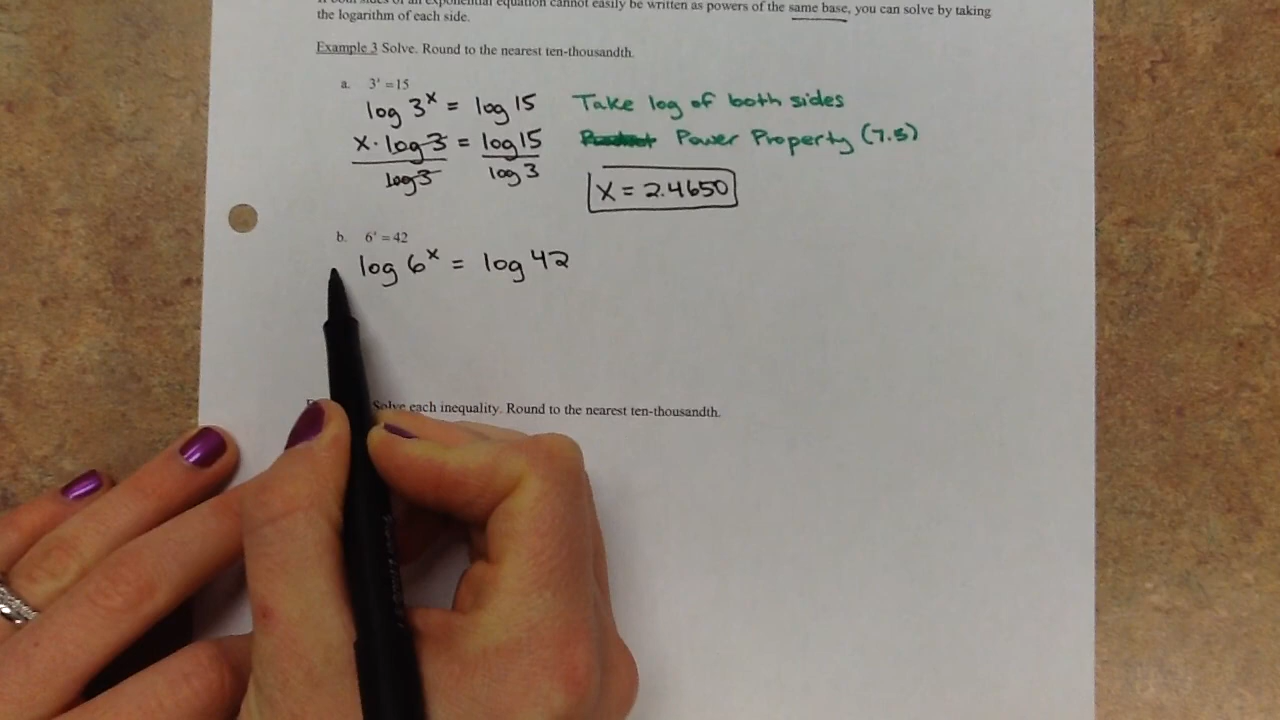 of an exponential equation cannot easily be written as powers of the same base, you can solve by taking
the logarithm of each side.
Example 3 Solve. Round to the nearest ten-thousandth.
a. 3ˣ = 15
log 3ˣ = log 15 Take log of both sides
x · log 3 = log 15 Power Property (7.5)
log 3 log 3
x = 2.4650
b. 6ˣ = 42
log 6ˣ = log 42
Solve each inequality. Round to the nearest ten-thousandth.